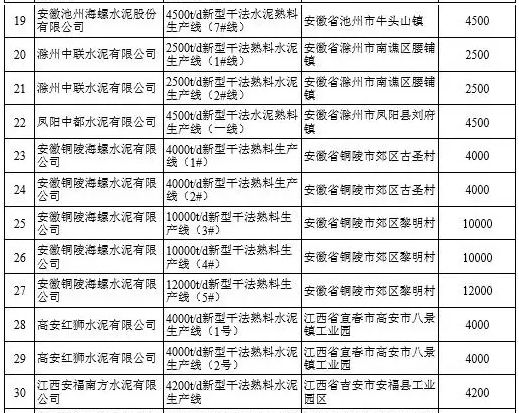 19 安徽池州海螺水泥股份有限公司 4500t/d新型干法水泥熟料生产线（7#线） 安徽省池州市牛头山镇 4500
20 滁州中联水泥有限公司 2500t/d新型干法熟料水泥生产线（1#线） 安徽省滁州市南谯区腰铺镇 2500
21 滁州中联水泥有限公司 2500t/d新型干法熟料水泥生产线（2#线） 安徽省滁州市南谯区腰铺镇 2500
22 凤阳中都水泥有限公司 4500t/d新型干法水泥熟料生产线（一线） 安徽省滁州市凤阳县刘府镇 4500
23 安徽铜陵海螺水泥有限公司 4000t/d新型干法熟料生产线（1#） 安徽省铜陵市郊区古圣村 4000
24 安徽铜陵海螺水泥有限公司 4000t/d新型干法熟料生产线（2#） 安徽省铜陵市郊区古圣村 4000
25 安徽铜陵海螺水泥有限公司 10000t/d新型干法熟料生产线（3#） 安徽省铜陵市郊区黎明村 10000
26 安徽铜陵海螺水泥有限公司 10000t/d新型干法熟料生产线（4#） 安徽省铜陵市郊区黎明村 10000
27 安徽铜陵海螺水泥有限公司 12000t/d新型干法熟料生产线（5#） 安徽省铜陵市郊区黎明村 12000
28 高安红狮水泥有限公司 4000t/d新型干法熟料水泥生产线（1号） 江西省宜春市高安市八景镇工业园 4000
29 高安红狮水泥有限公司 4000t/d新型干法熟料水泥生产线（2号） 江西省宜春市高安市八景镇工业园 4000
30 江西安福南方水泥有限公司 4200t/d新型干法熟料水泥生产线 江西省吉安市安福县工业园区 4200